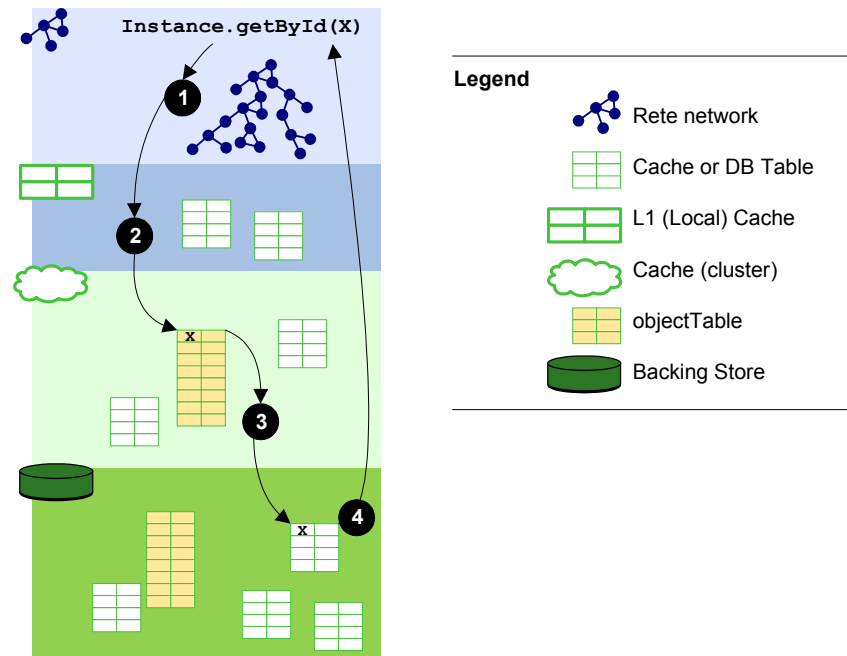 Instance.getById(X)
1
2
X
3
X
4
Legend
Rete network
Cache or DB Table
L1 (Local) Cache
Cache (cluster)
objectTable
Backing Store